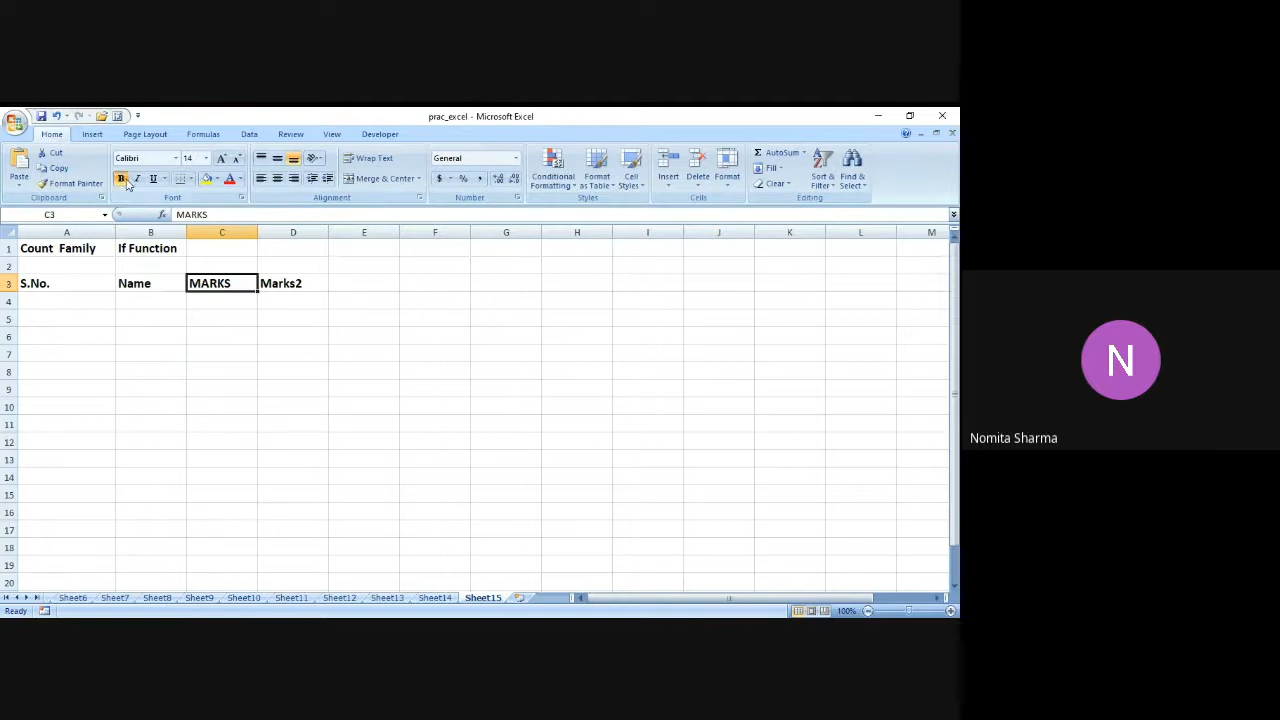 prac_excel - Microsoft Excel
Home Insert Page Layout Formulas Data Review View Developer
Cut
Copy
Format Painter
Paste
Clipboard
Calibri 14
B I U
Font
Wrap Text
Merge & Center
Alignment
General
$ % ,
Number
Conditional Formatting
Format as Table
Cell Styles
Styles
Insert Delete Format
Cells
Σ AutoSum
Fill
Clear
Sort & Filter
Find & Select
Editing
C3 fx MARKS
A B C D E F G H I J K L M
1 Count Family If Function
2
3 S.No. Name MARKS Marks2
4
5
6
7
8
9
10
11
12
13
14
15
16
17
18
19
20
Sheet6 Sheet7 Sheet8 Sheet9 Sheet10 Sheet11 Sheet12 Sheet13 Sheet14 Sheet15
Ready 100%
N
Nomita Sharma